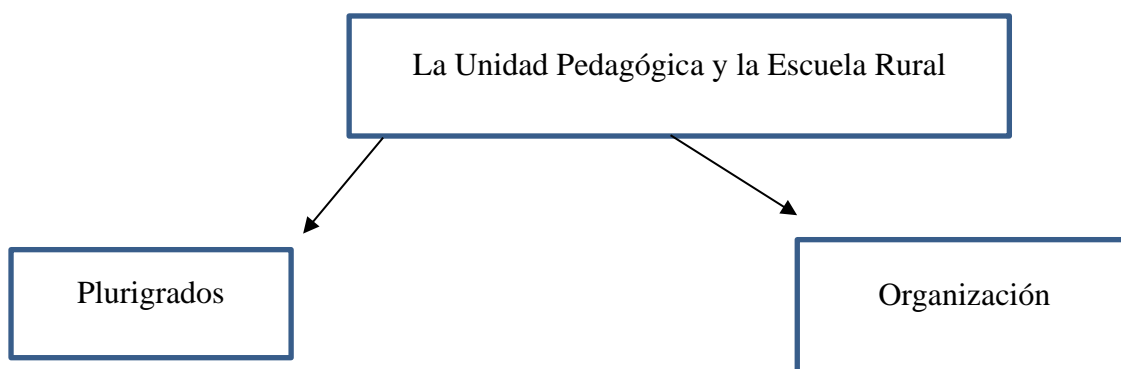 La Unidad Pedagógica y la Escuela Rural
Plurigrados
Organización